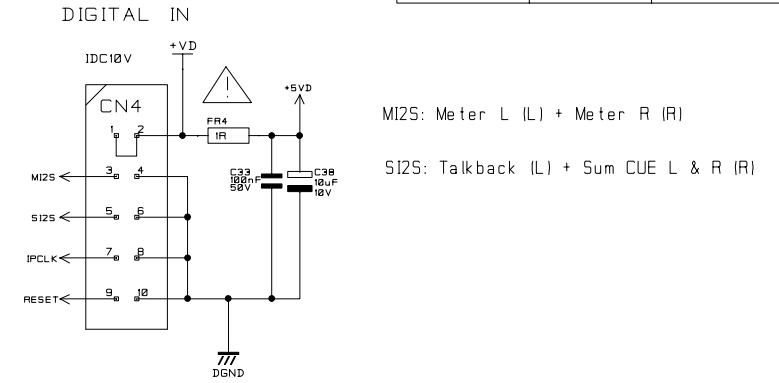 DIGITAL IN
+VD
IDC10V
+5VD
CN4
FR4
1R
1 2
MI2S: Meter L (L) + Meter R (R)
SI2S: Talkback (L) + Sum CUE L & R (R)
MI2S 3 4
C33 100nF 50V
C38 10uF 10V
SI2S 5 6
IPCLK 7 8
RESET 9 10
DGND